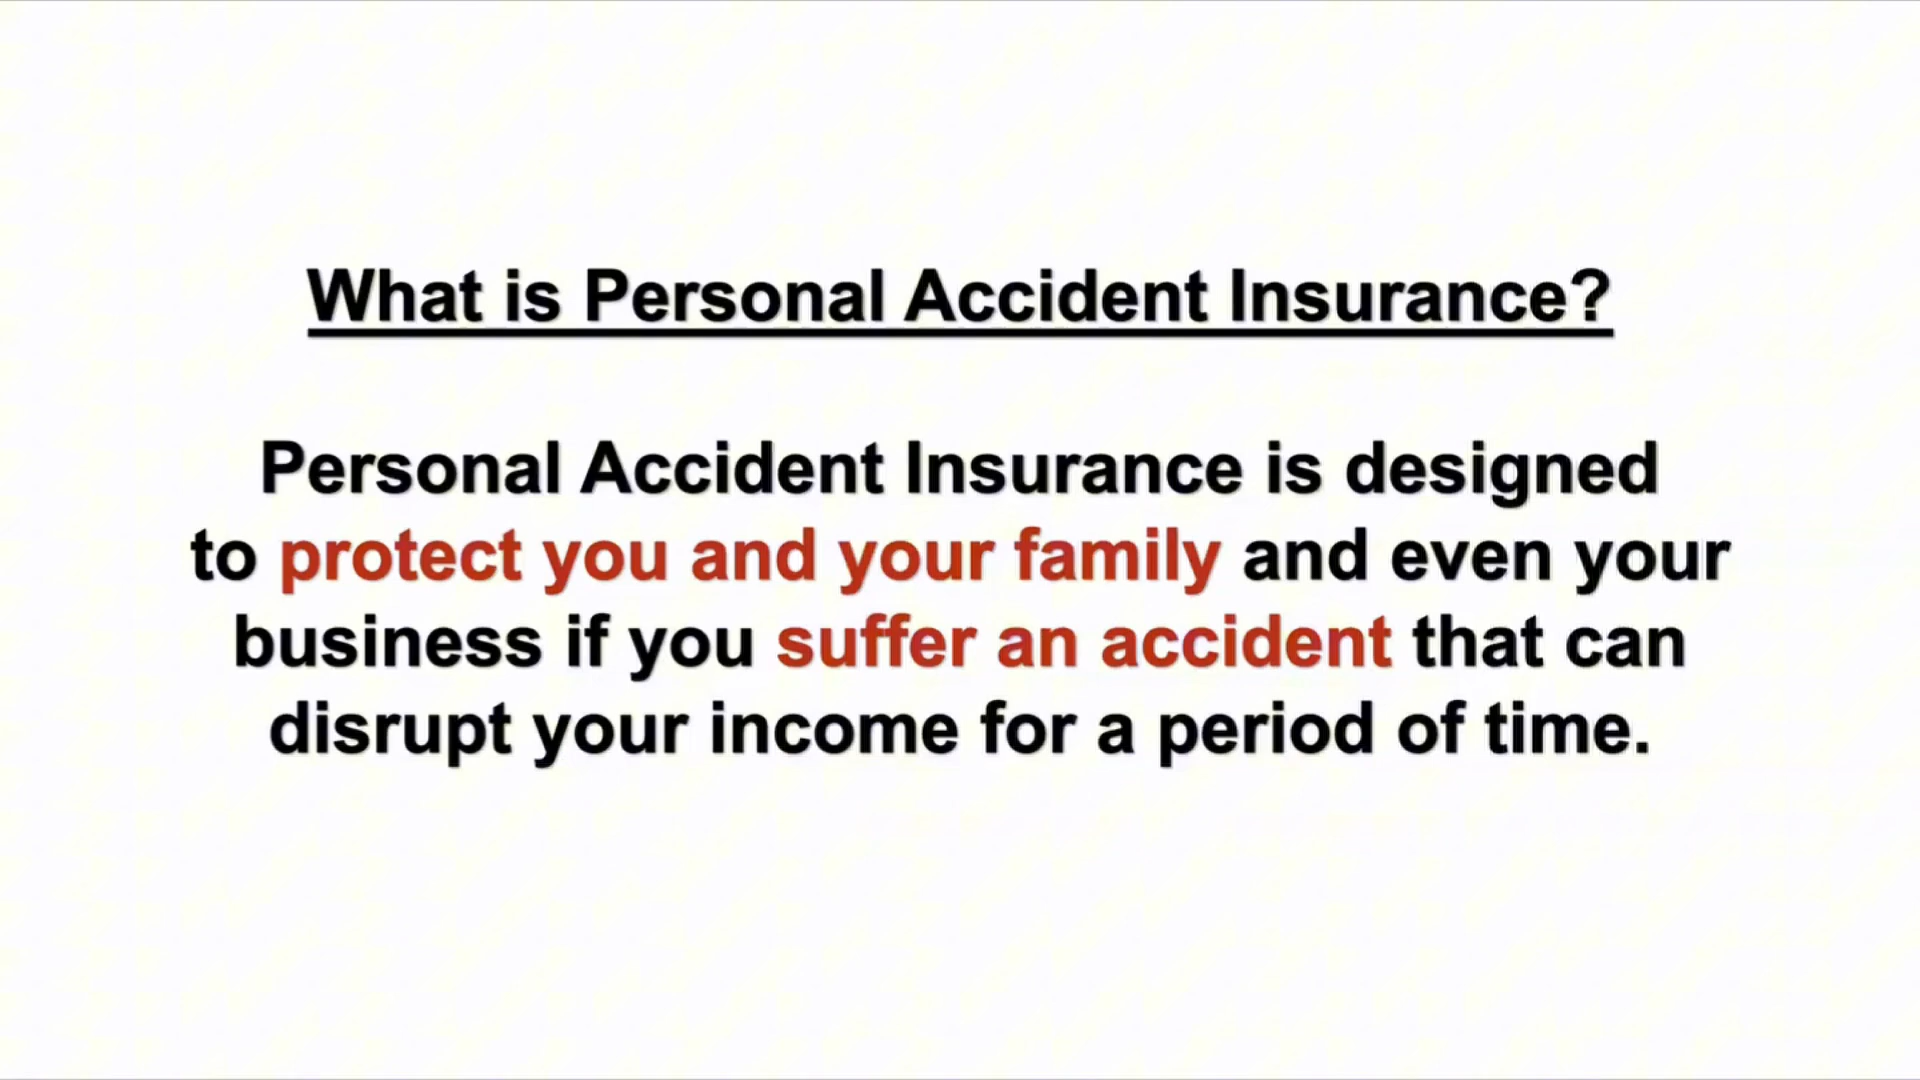 What is Personal Accident Insurance?
Personal Accident Insurance is designed
to protect you and your family and even your
business if you suffer an accident that can
disrupt your income for a period of time.